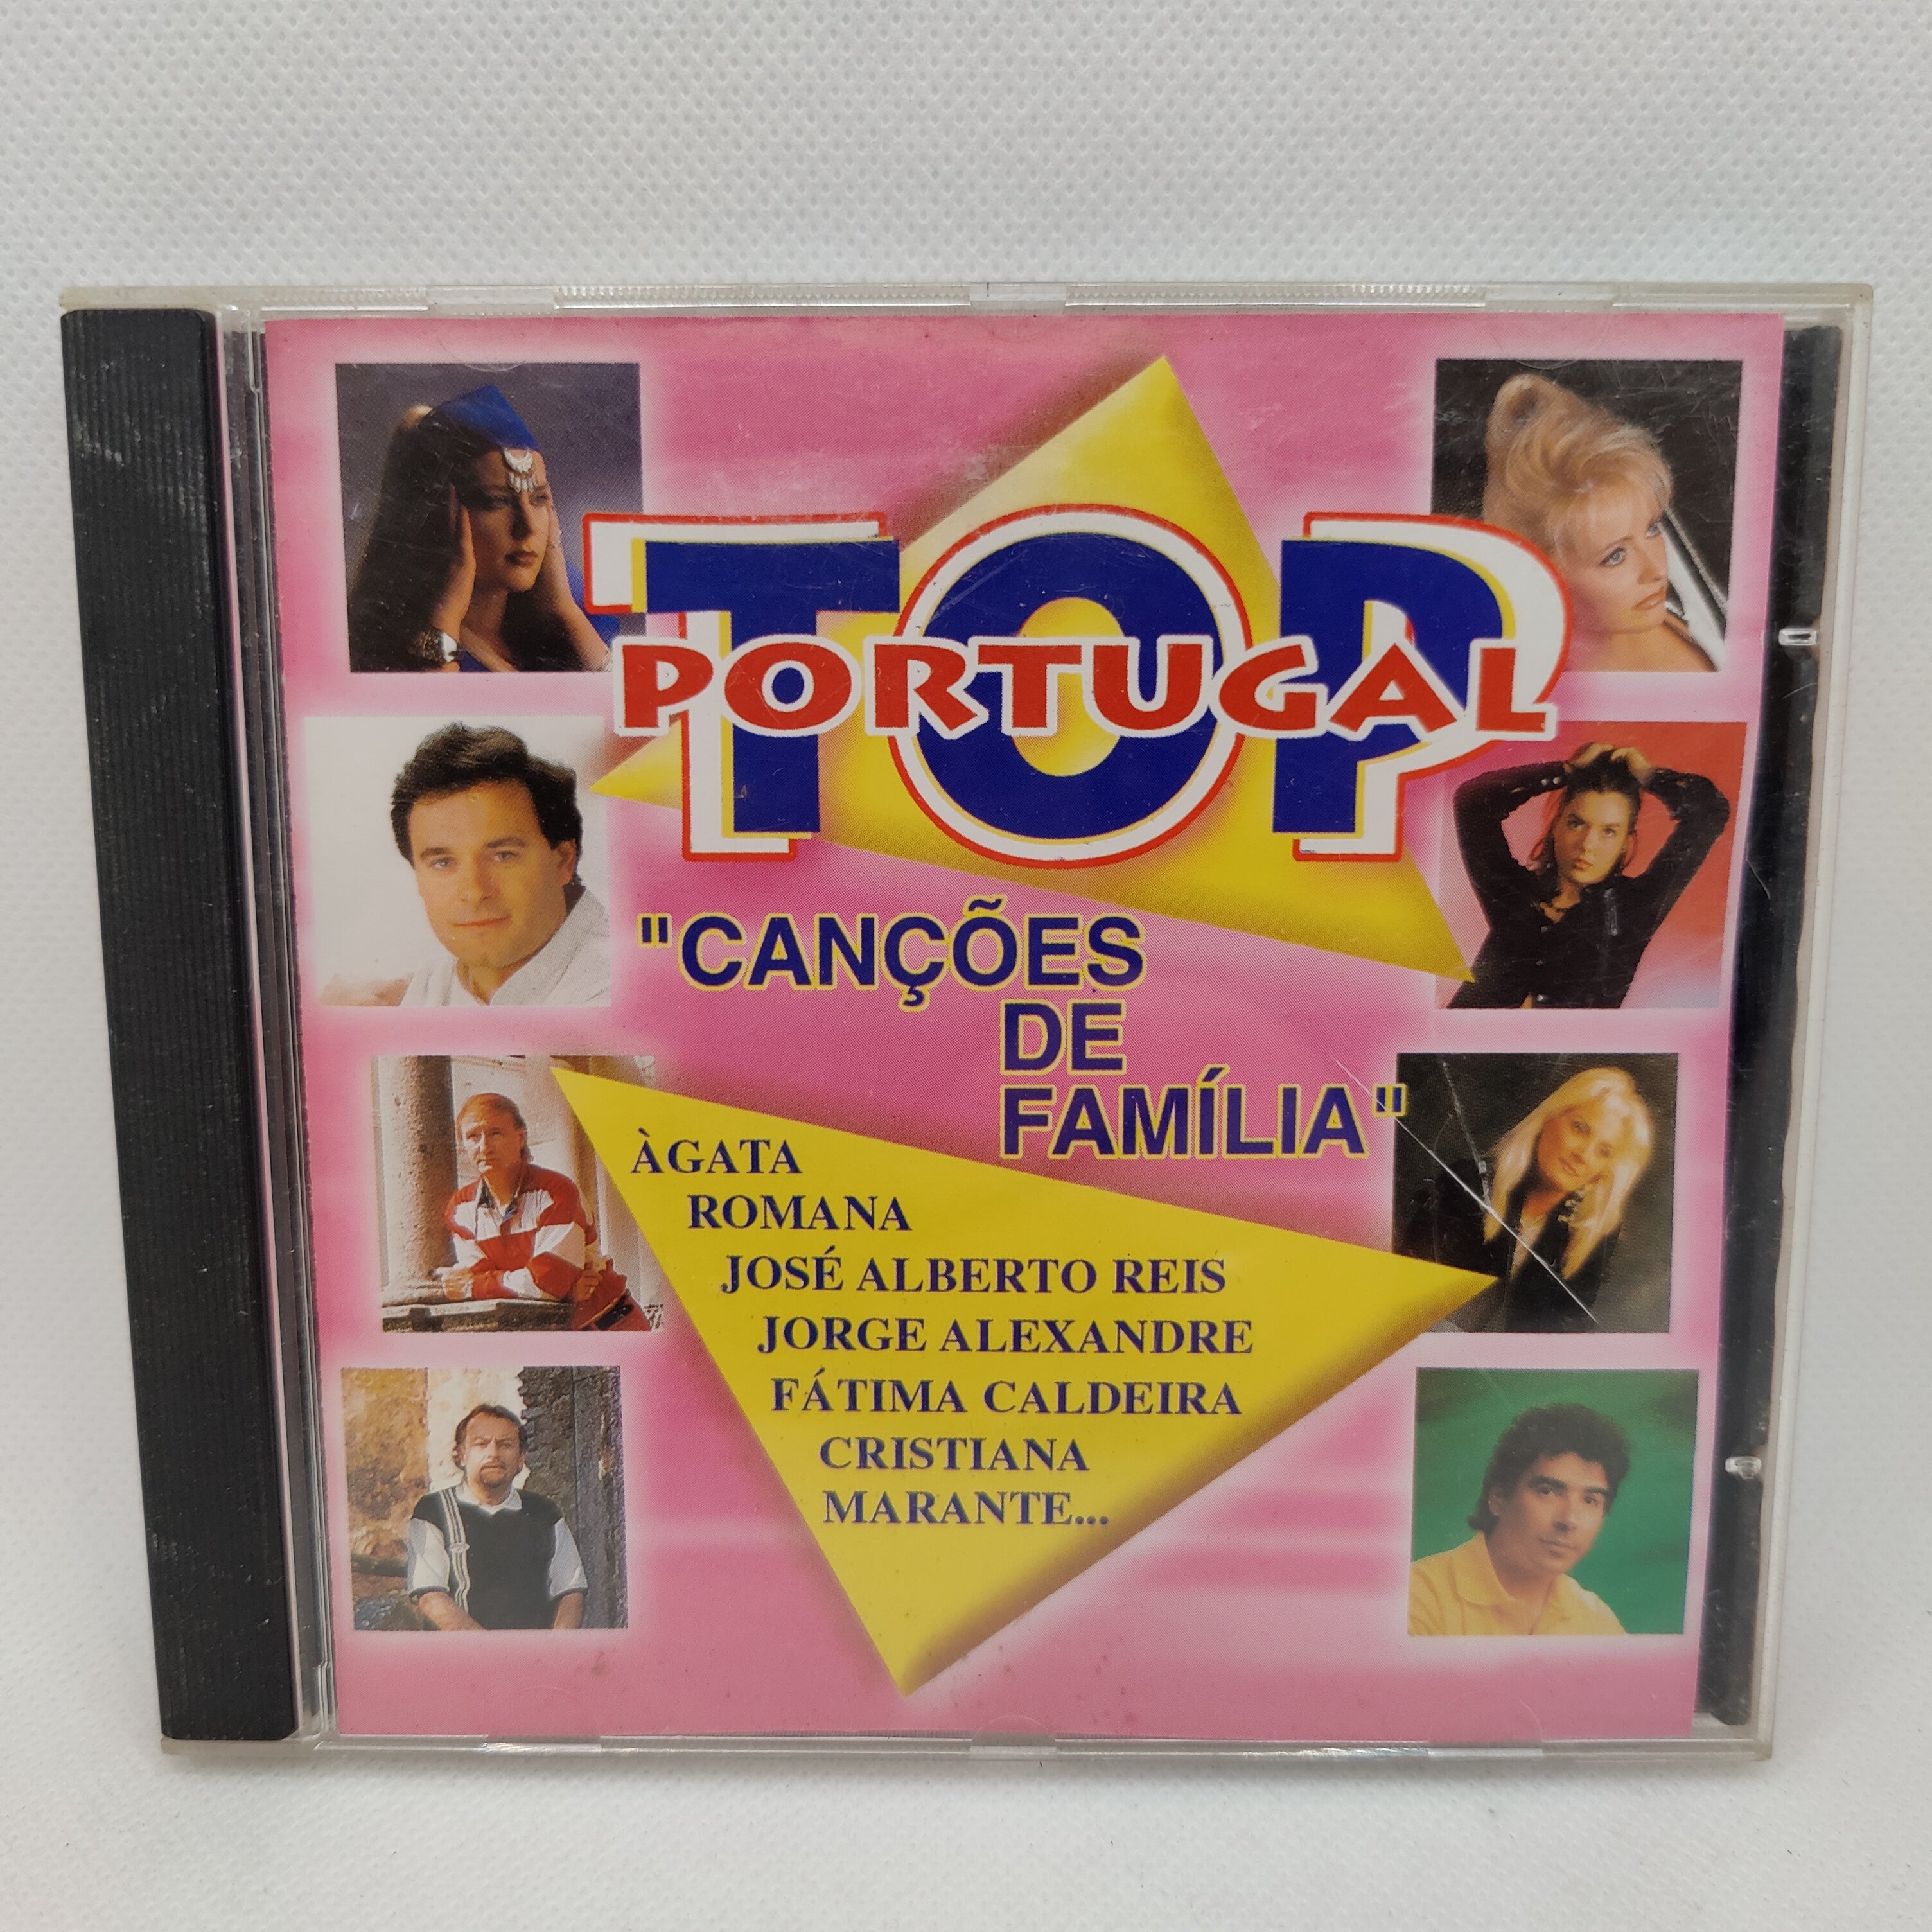 TOP
PORTUGAL
"CANÇÕES
DE
FAMÍLIA"
ÀGATA
ROMANA
JOSÉ ALBERTO REIS
JORGE ALEXANDRE
FÁTIMA CALDEIRA
CRISTIANA
MARANTE...